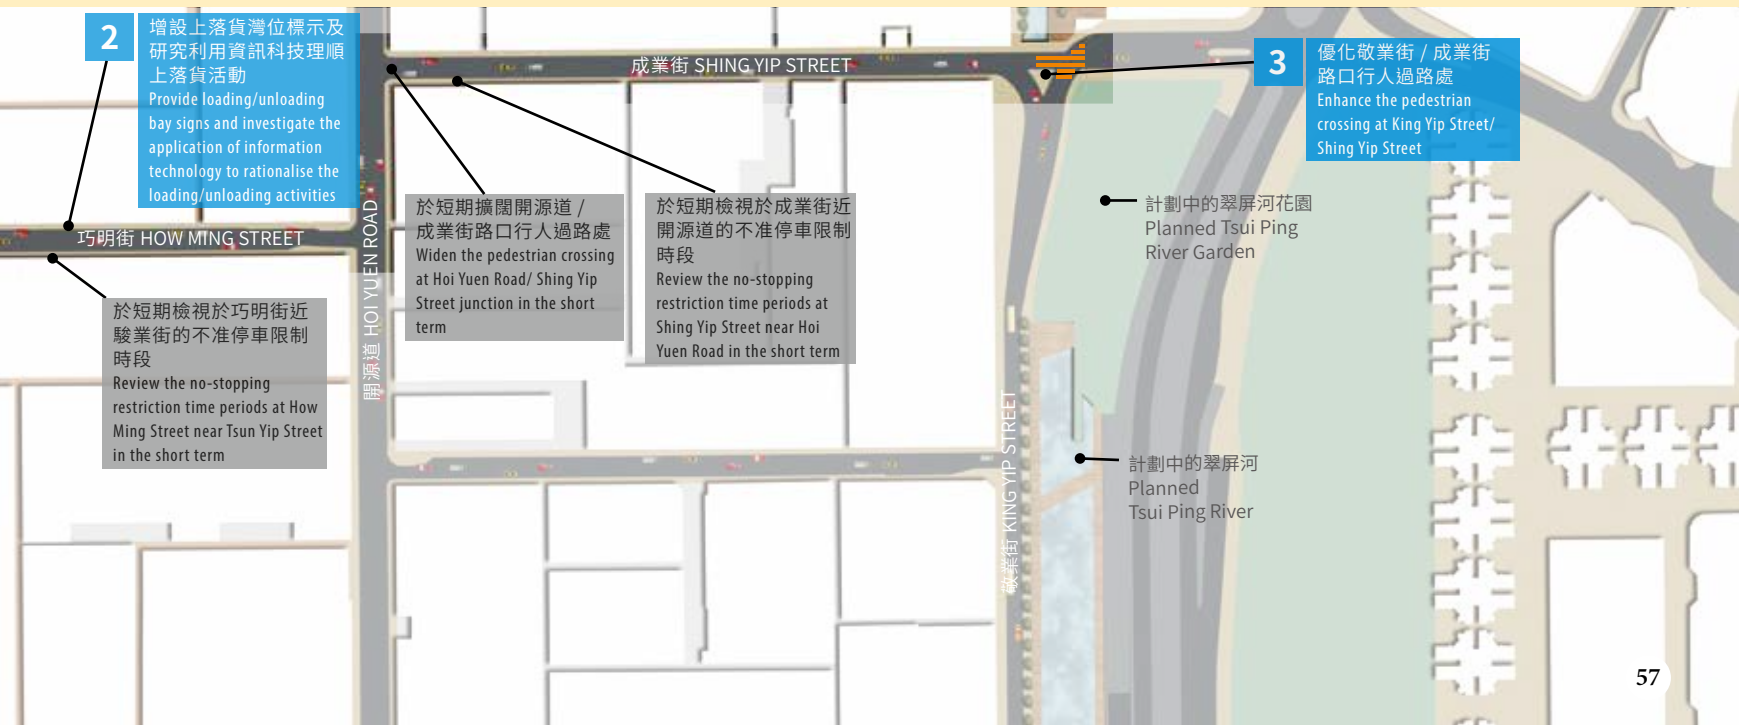 2
增設上落貨灣位標示及
研究利用資訊科技理順
上落貨活動
Provide loading/unloading
bay signs and investigate the
application of information
technology to rationalise the
loading/unloading activities
成業街 SHING YIP STREET
3
優化敬業街 / 成業街
路口行人過路處
Enhance the pedestrian
crossing at King Yip Street/
Shing Yip Street
巧明街 HOW MING STREET
開源道 HOI YUEN ROAD
於短期擴闊開源道 /
成業街路口行人過路處
Widen the pedestrian crossing
at Hoi Yuen Road/ Shing Yip
Street junction in the short
term
於短期檢視於成業街近
開源道的不准停車限制
時段
Review the no-stopping
restriction time periods at
Shing Yip Street near Hoi
Yuen Road in the short term
計劃中的翠屏河花園
Planned Tsui Ping
River Garden
於短期檢視於巧明街近
駿業街的不准停車限制
時段
Review the no-stopping
restriction time periods at How
Ming Street near Tsun Yip Street
in the short term
敬業街 KING YIP STREET
計劃中的翠屏河
Planned
Tsui Ping River
57